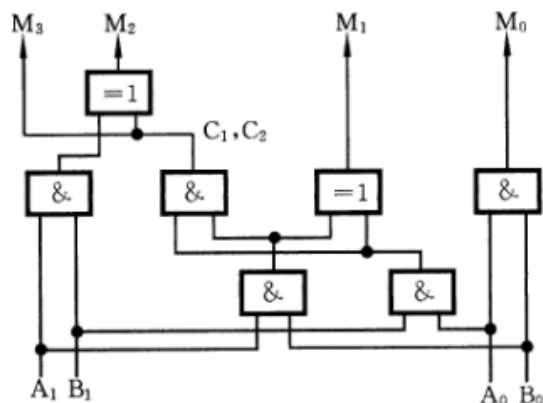 M₃ M₂ M₁ M₀
=1
C₁,C₂
& & =1 &
& &
A₁ B₁ A₀ B₀